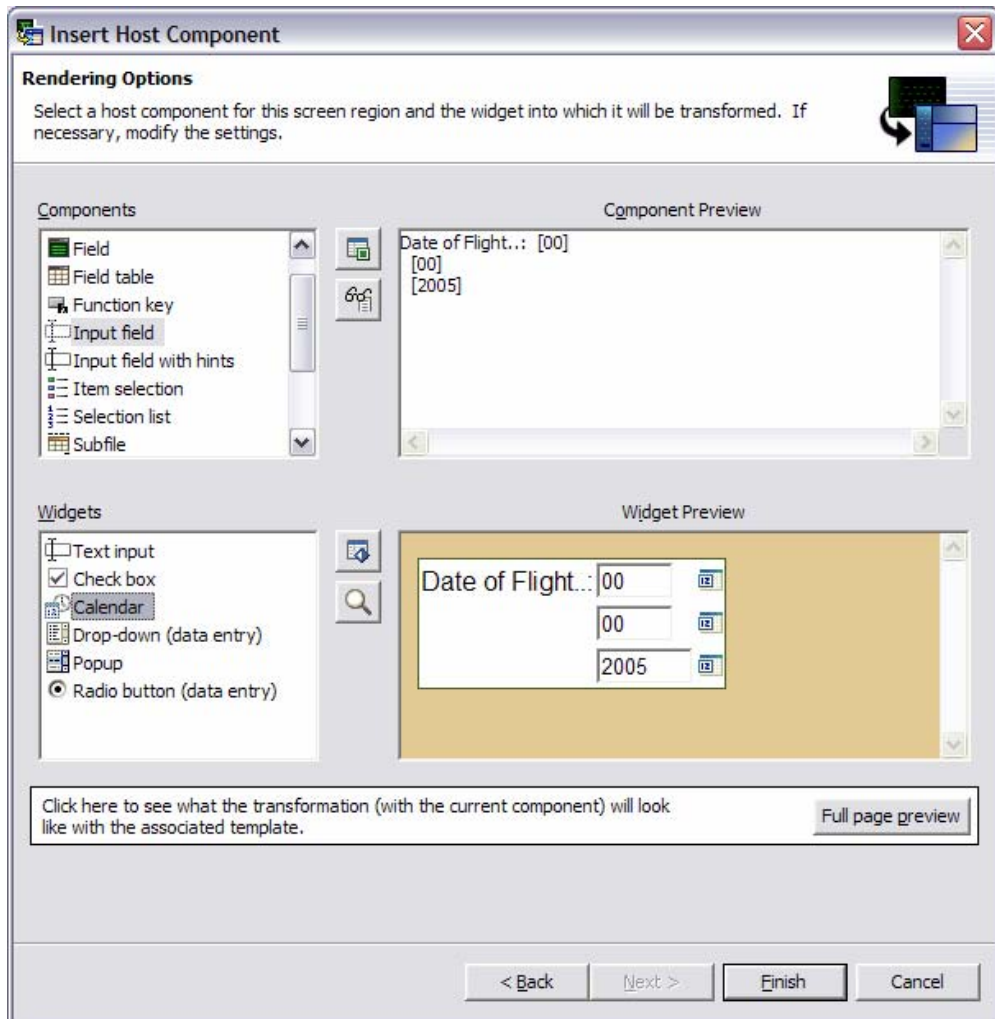 Insert Host Component
Rendering Options
Select a host component for this screen region and the widget into which it will be transformed. If
necessary, modify the settings.
Components
Component Preview
Field
Field table
Function key
Input field
Input field with hints
Item selection
Selection list
Subfile
Date of Flight..: [00]
[00]
[2005]
Widgets
Widget Preview
Text input
Check box
Calendar
Drop-down (data entry)
Popup
Radio button (data entry)
Date of Flight..: 00
00
2005
Click here to see what the transformation (with the current component) will look
like with the associated template.
Full page preview
< Back
Next >
Finish
Cancel